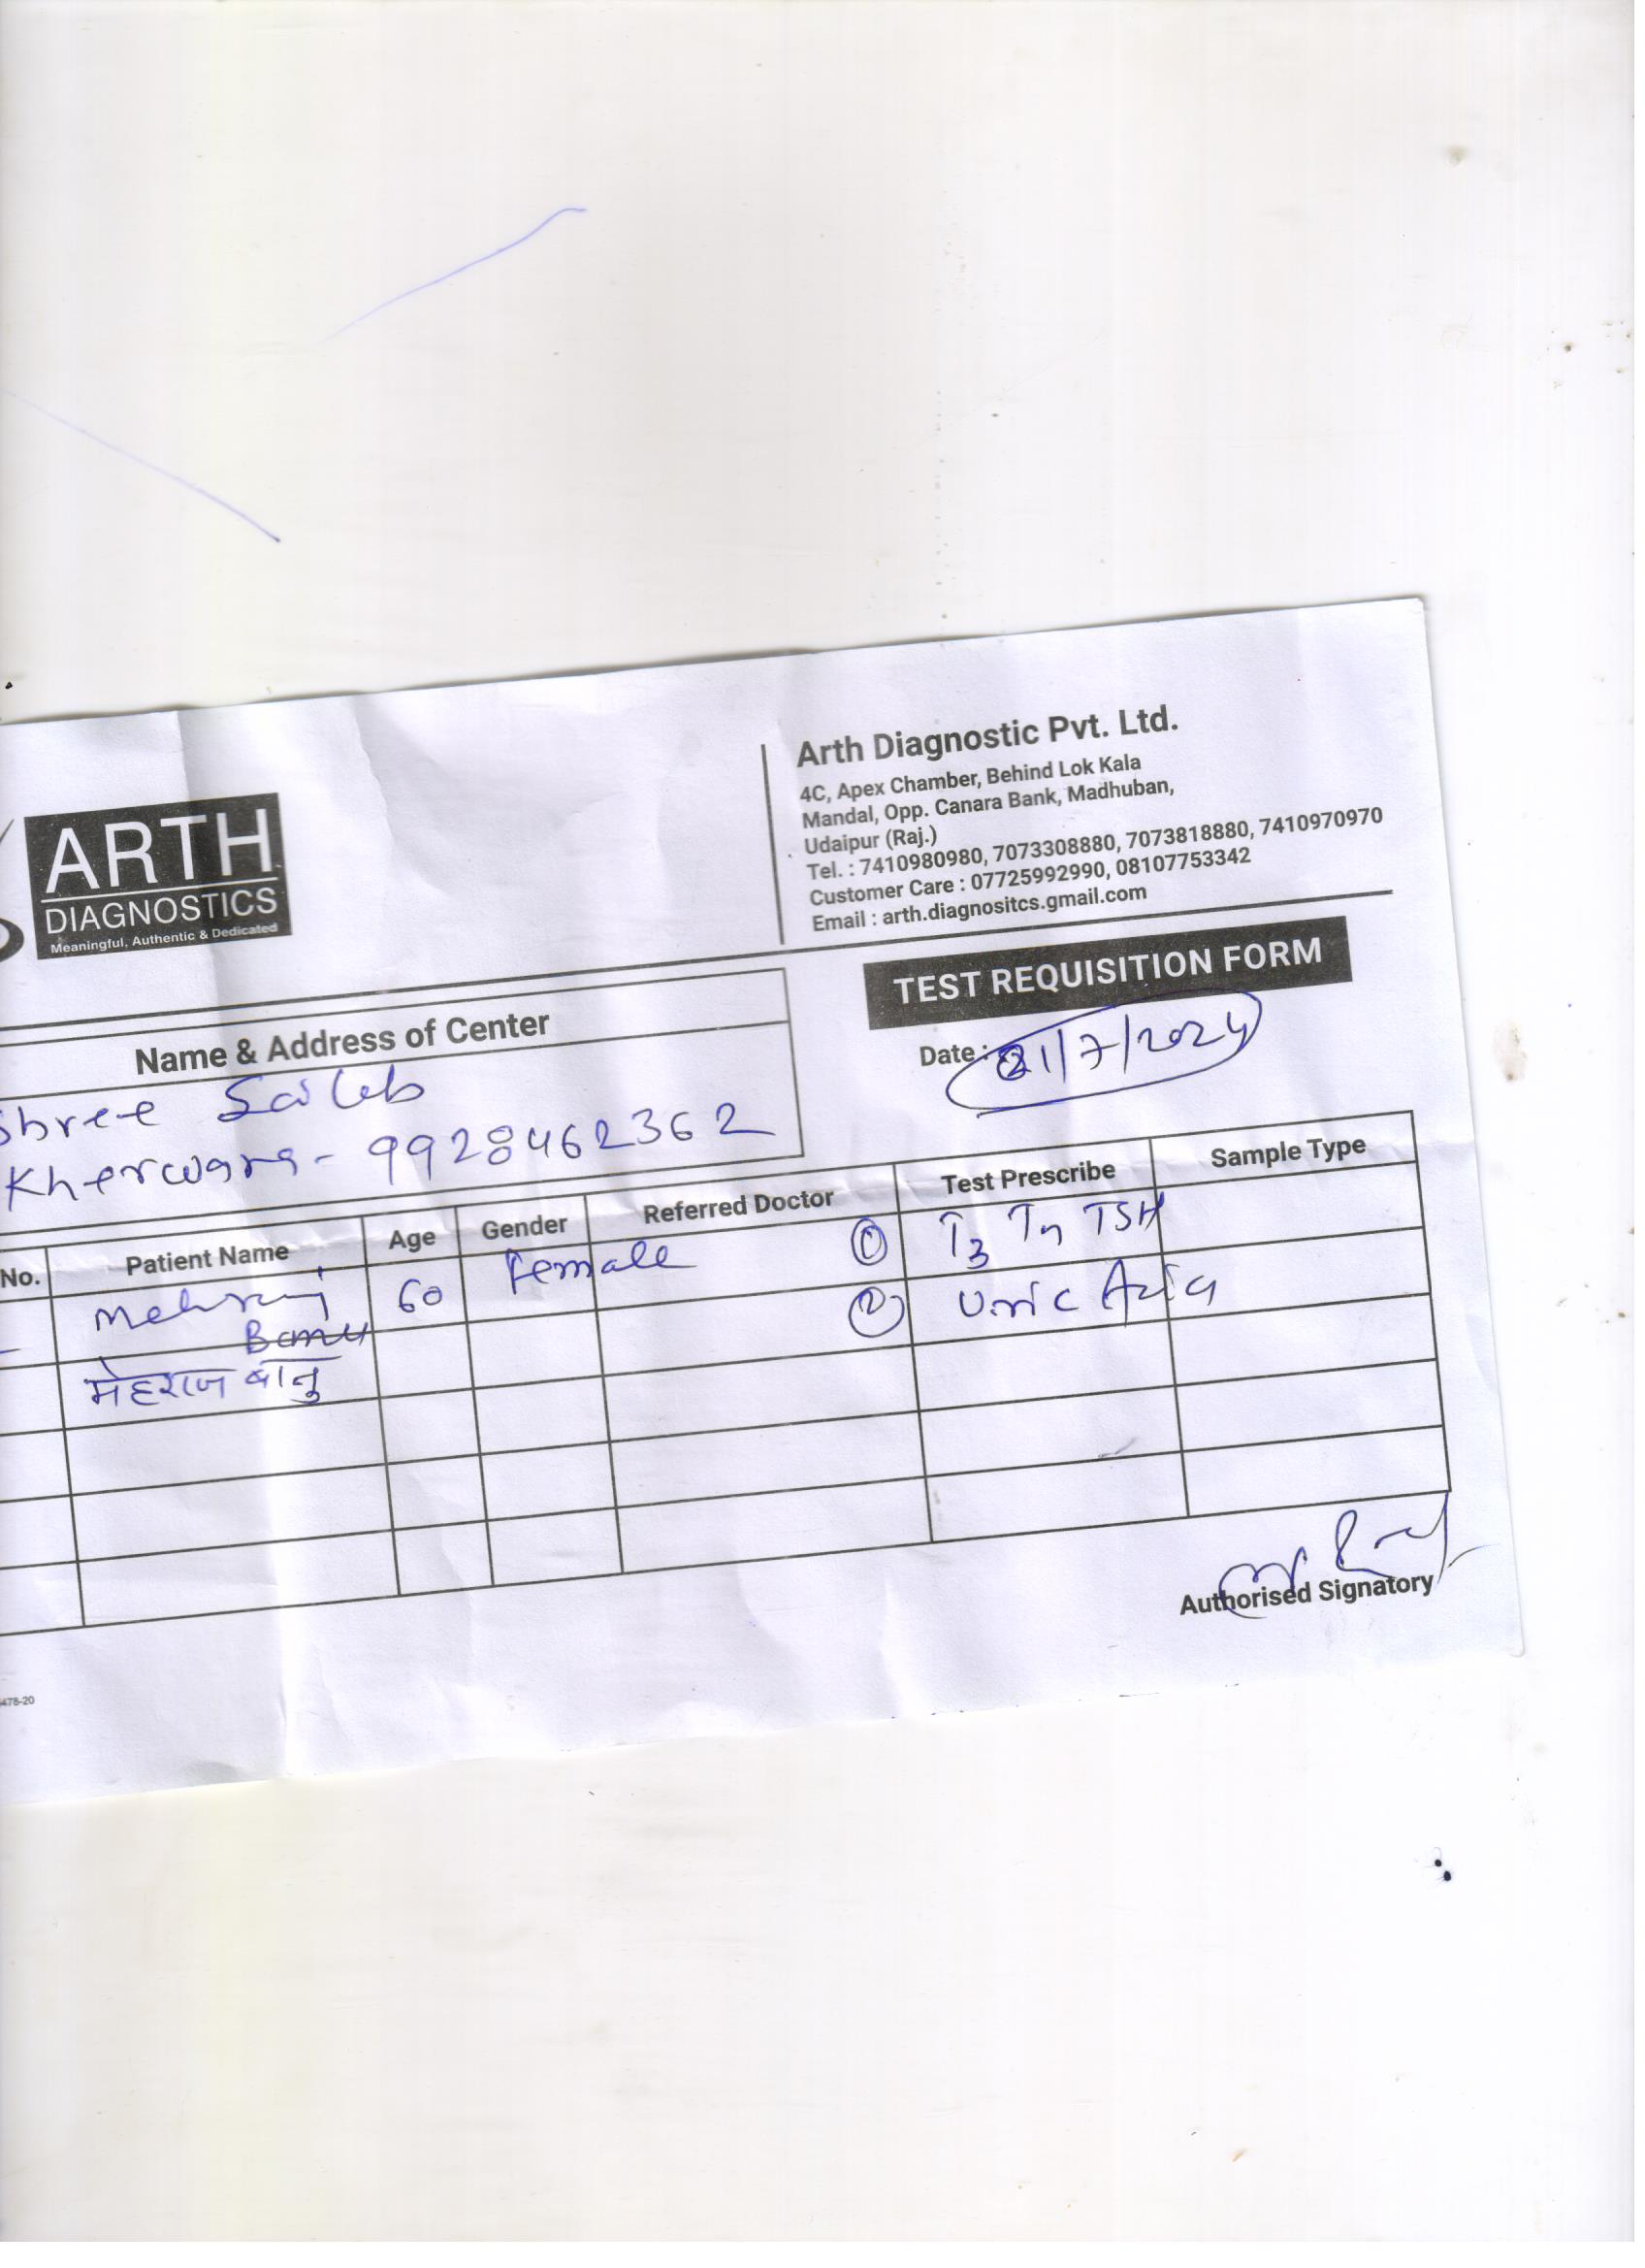 ARTH
DIAGNOSTICS
Meaningful, Authentic & Dedicated
Arth Diagnostic Pvt. Ltd.
4C, Apex Chamber, Behind Lok Kala
Mandal, Opp. Canara Bank, Madhuban,
Udaipur (Raj.)
Tel. : 7410980980, 7073308880, 7073818880, 7410970970
Customer Care : 07725992990, 08107753342
Email : arth.diagnositcs.gmail.com
TEST REQUISITION FORM
Date : 21/7/2024
Name & Address of Center
Shree
Kherwara - 9928462362
No. Patient Name Age Gender Referred Doctor Test Prescribe Sample Type
Mehraj 60 Female ① T3 T4 TSH
Banu ② Uric Acid
मेहराज बानु
Authorised Signatory
478-20